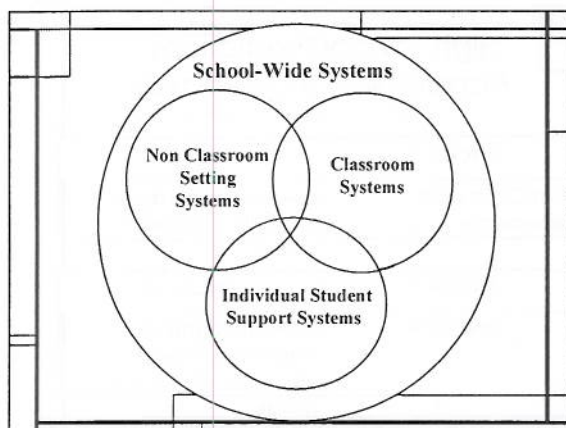 School-Wide Systems
Non Classroom
Setting
Systems
Classroom
Systems
Individual Student
Support Systems